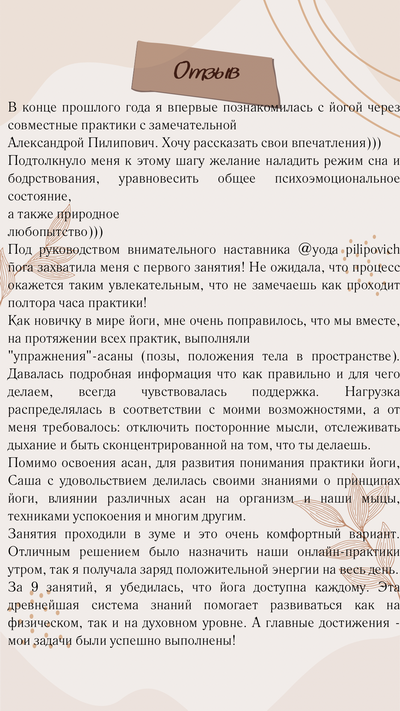 Отзыв
В конце прошлого года я впервые познакомилась с йогой через
совместные практики с замечательной
Александрой Пилипович. Хочу рассказать свои впечатления)))
Подтолкнуло меня к этому шагу желание наладить режим сна и
бодрствования, уравновесить общее психоэмоциональное
состояние,
а также природное
любопытство)))
Под руководством внимательного наставника @yoga_pilipovich
йога захватила меня с первого занятия! Не ожидала, что процесс
окажется таким увлекательным, что не замечаешь как проходит
полтора часа практики!
Как новичку в мире йоги, мне очень понравилось, что мы вместе,
на протяжении всех практик, выполняли
"упражнения"-асаны (позы, положения тела в пространстве).
Давалась подробная информация что как правильно и для чего
делаем, всегда чувствовалась поддержка. Нагрузка
распределялась в соответствии с моими возможностями, а от
меня требовалось: отключить посторонние мысли, отслеживать
дыхание и быть сконцентрированной на том, что ты делаешь.
Помимо освоения асан, для развития понимания практики йоги,
Саша с удовольствием делилась своими знаниями о принципах
йоги, влиянии различных асан на организм и наши мыцы,
техниками успокоения и многим другим.
Занятия проходили в зуме и это очень комфортный вариант.
Отличным решением было назначить наши онлайн-практики
утром, так я получала заряд положительной энергии на весь день.
За 9 занятий, я убедилась, что йога доступна каждому. Эта
древнейшая система знаний помогает развиваться как на
физическом, так и на духовном уровне. А главные достижения -
мои задачи были успешно выполнены!